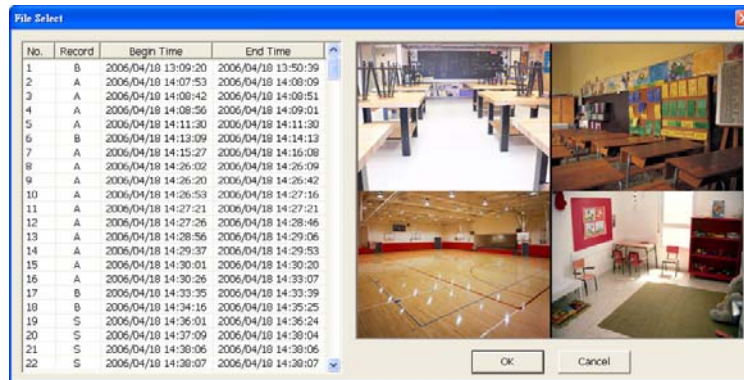 File Select
No. Record Begin Time End Time
1 B 2006/04/18 13:09:20 2006/04/18 13:50:39
2 A 2006/04/18 14:07:53 2006/04/18 14:08:09
3 A 2006/04/18 14:08:42 2006/04/18 14:08:51
4 A 2006/04/18 14:08:56 2006/04/18 14:09:01
5 A 2006/04/18 14:11:30 2006/04/18 14:11:30
6 B 2006/04/18 14:13:09 2006/04/18 14:14:13
7 A 2006/04/18 14:15:27 2006/04/18 14:16:08
8 A 2006/04/18 14:26:02 2006/04/18 14:26:09
9 A 2006/04/18 14:26:20 2006/04/18 14:26:42
10 A 2006/04/18 14:26:53 2006/04/18 14:27:16
11 A 2006/04/18 14:27:21 2006/04/18 14:27:21
12 A 2006/04/18 14:27:26 2006/04/18 14:28:46
13 A 2006/04/18 14:28:56 2006/04/18 14:29:06
14 A 2006/04/18 14:29:37 2006/04/18 14:29:53
15 A 2006/04/18 14:30:01 2006/04/18 14:30:20
16 A 2006/04/18 14:30:26 2006/04/18 14:33:07
17 B 2006/04/18 14:33:35 2006/04/18 14:33:39
18 B 2006/04/18 14:34:16 2006/04/18 14:35:25
19 S 2006/04/18 14:36:01 2006/04/18 14:36:24
20 S 2006/04/18 14:37:09 2006/04/18 14:38:04
21 S 2006/04/18 14:38:06 2006/04/18 14:38:06
22 S 2006/04/18 14:38:07 2006/04/18 14:38:07
OK Cancel